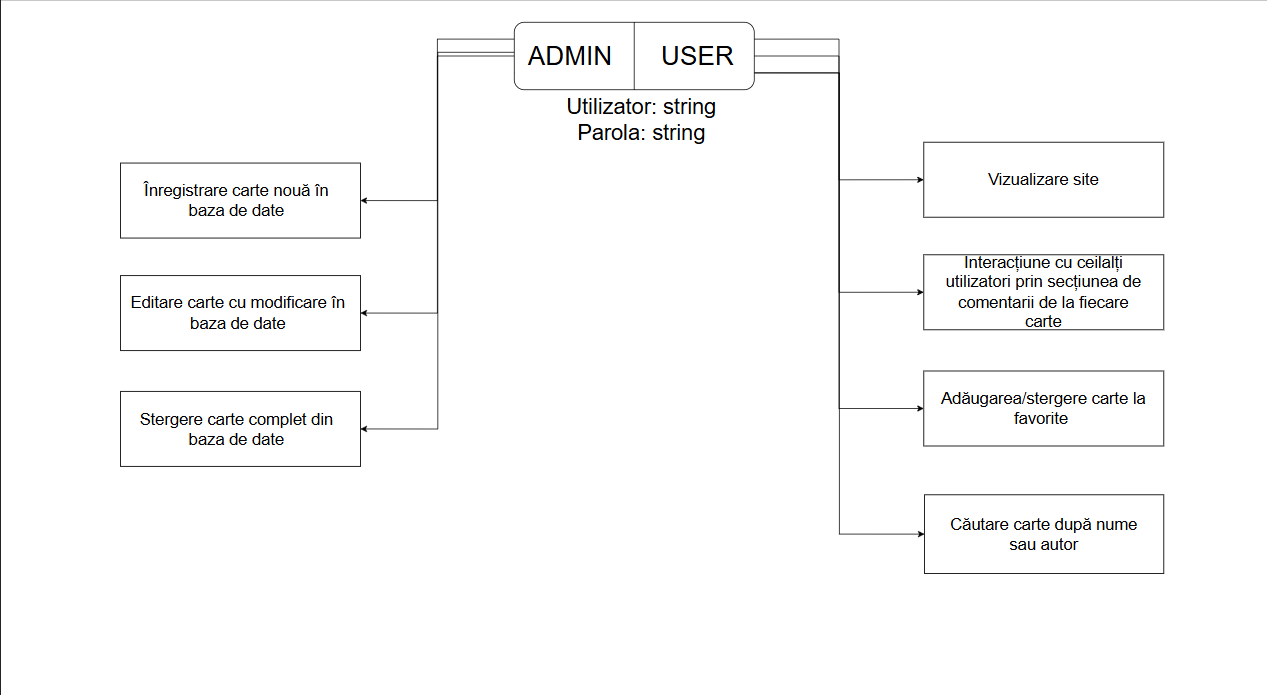 ADMIN
USER
Utilizator: string
Parola: string
Înregistrare carte nouă în
baza de date
Editare carte cu modificare în
baza de date
Stergere carte complet din
baza de date
Vizualizare site
Interacțiune cu ceilalți
utilizatori prin secțiunea de
comentarii de la fiecare
carte
Adăugarea/stergere carte la
favorite
Căutare carte după nume
sau autor